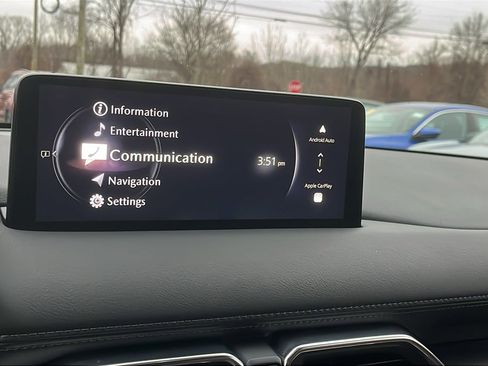 Information
Entertainment
Communication
Navigation
Settings
3:51 pm
Android Auto
Apple CarPlay